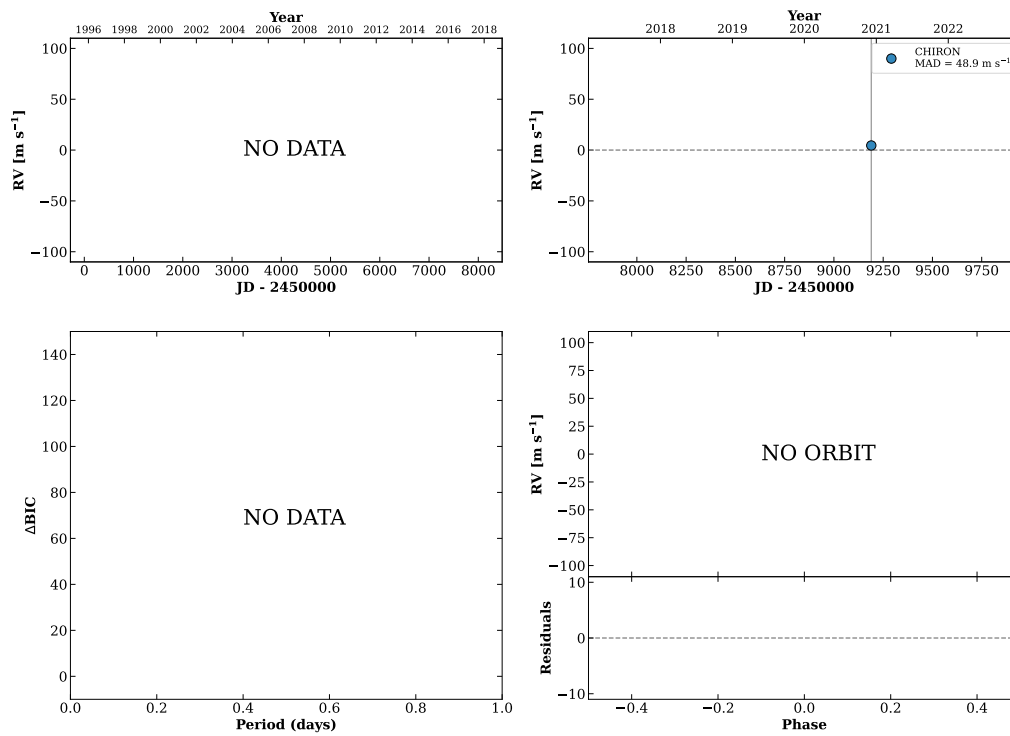 Year
1996 1998 2000 2002 2004 2006 2008 2010 2012 2014 2016 2018
100
50
0
−50
−100
RV [m s⁻¹]
NO DATA
0 1000 2000 3000 4000 5000 6000 7000 8000
JD - 2450000
Year
2018 2019 2020 2021 2022
CHIRON
MAD = 48.9 m s⁻¹
100
50
0
−50
−100
RV [m s⁻¹]
8000 8250 8500 8750 9000 9250 9500 9750
JD - 2450000
140
120
100
80
60
40
20
0
ΔBIC
NO DATA
0.0 0.2 0.4 0.6 0.8 1.0
Period (days)
100
75
50
25
0
−25
−50
−75
−100
RV [m s⁻¹]
NO ORBIT
10
0
−10
Residuals
−0.4 −0.2 0.0 0.2 0.4
Phase